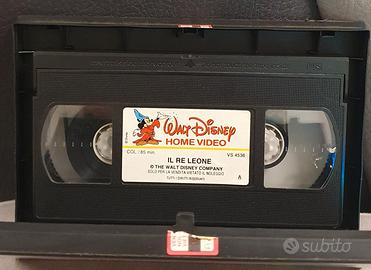 Walt Disney
HOME VIDEO
COL./85 min.
VS 4536
IL RE LEONE
© THE WALT DISNEY COMPANY
SOLO PER LA VENDITA VIETATO IL NOLEGGIO
TUTTI I DIRITTI RISERVATI
A
subito